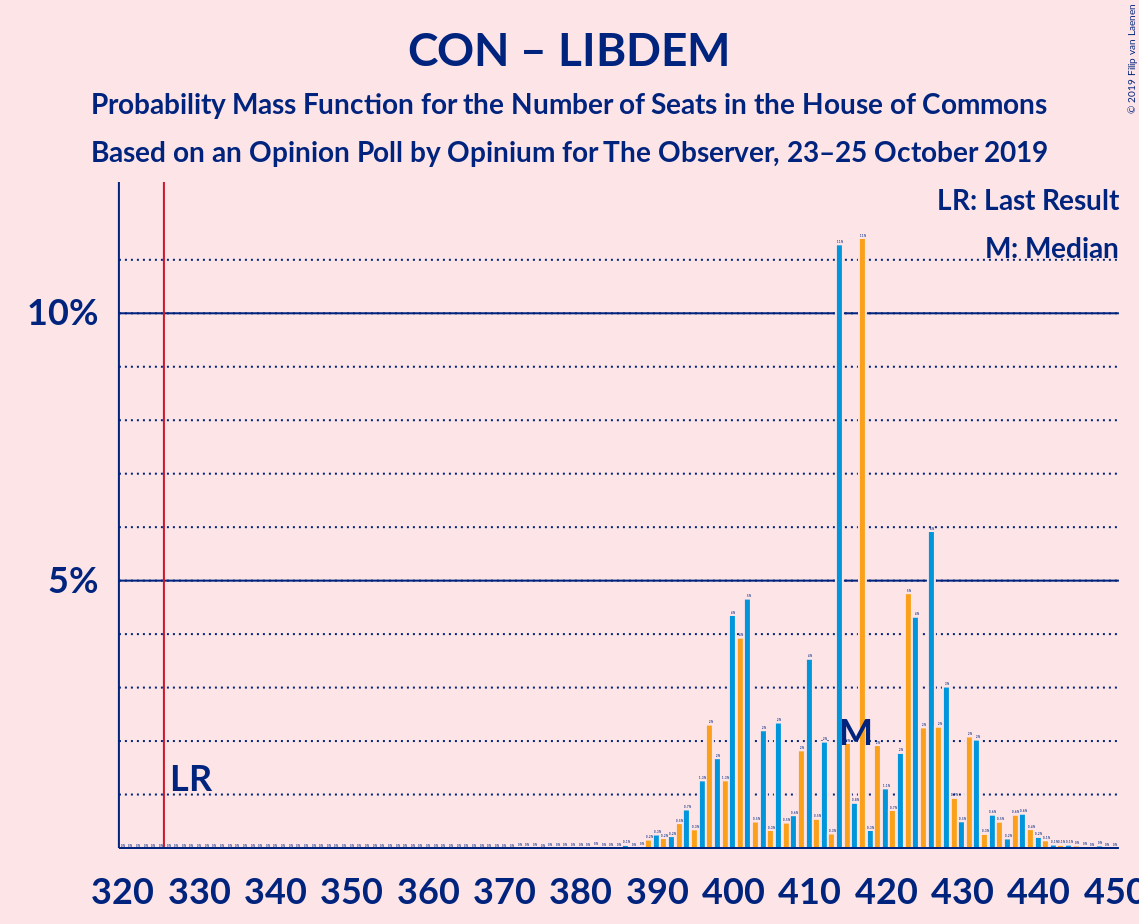 CON – LIBDEM
Probability Mass Function for the Number of Seats in the House of Commons
Based on an Opinion Poll by Opinium for The Observer, 23–25 October 2019
© 2019 Filip van Laenen
LR: Last Result
M: Median
10%
5%
LR
M
320 330 340 350 360 370 380 390 400 410 420 430 440 450